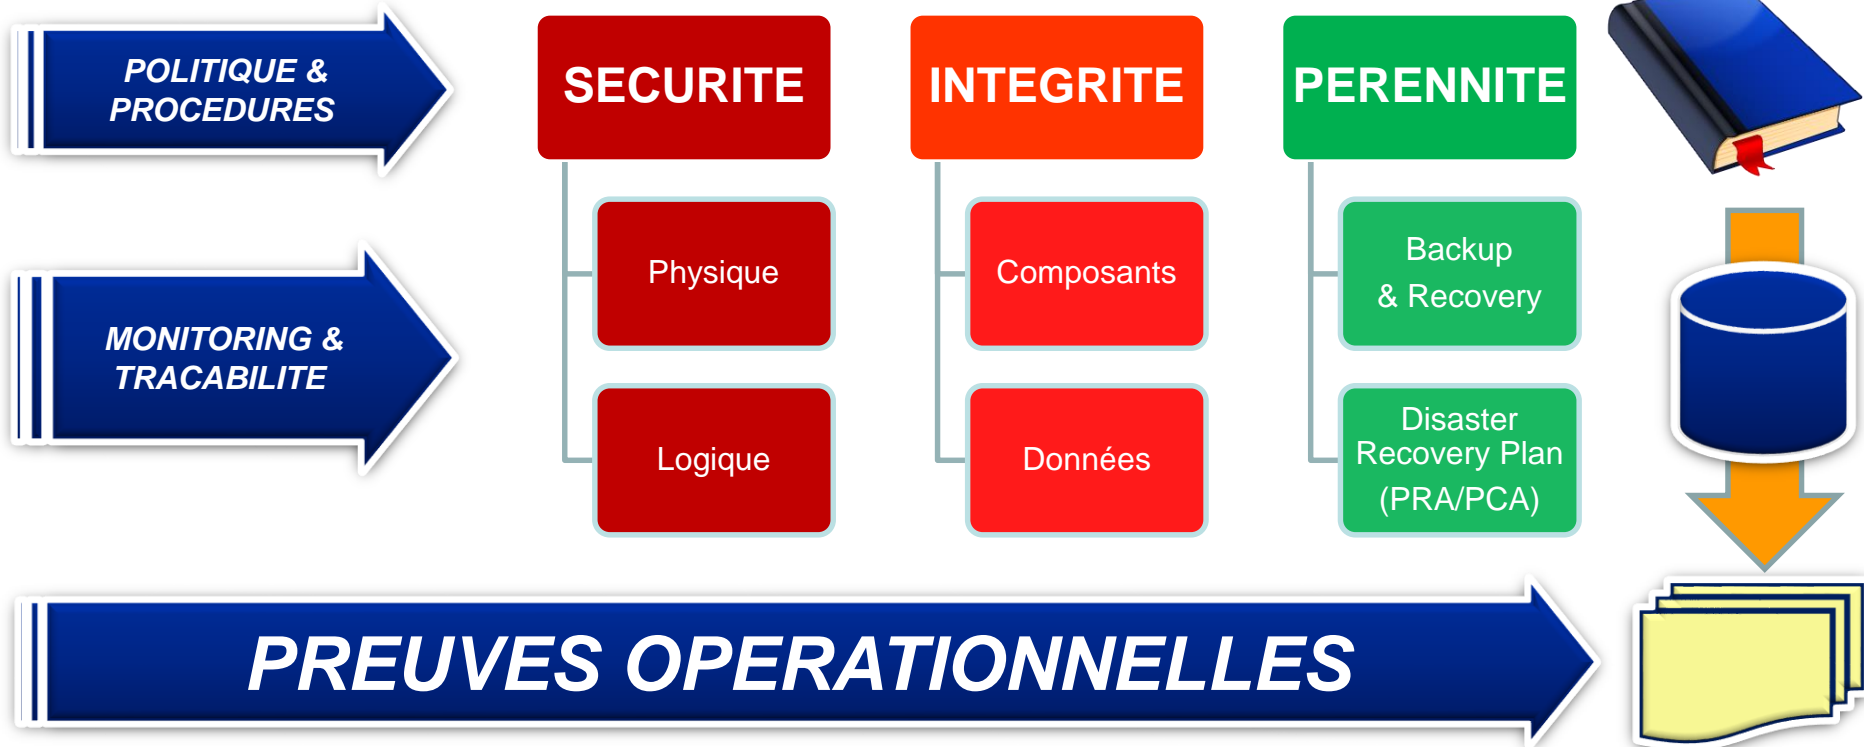 POLITIQUE &
PROCEDURES
SECURITE
INTEGRITE
PERENNITE
MONITORING &
TRACABILITE
Physique
Logique
Composants
Données
Backup
& Recovery
Disaster
Recovery Plan
(PRA/PCA)
PREUVES OPERATIONNELLES